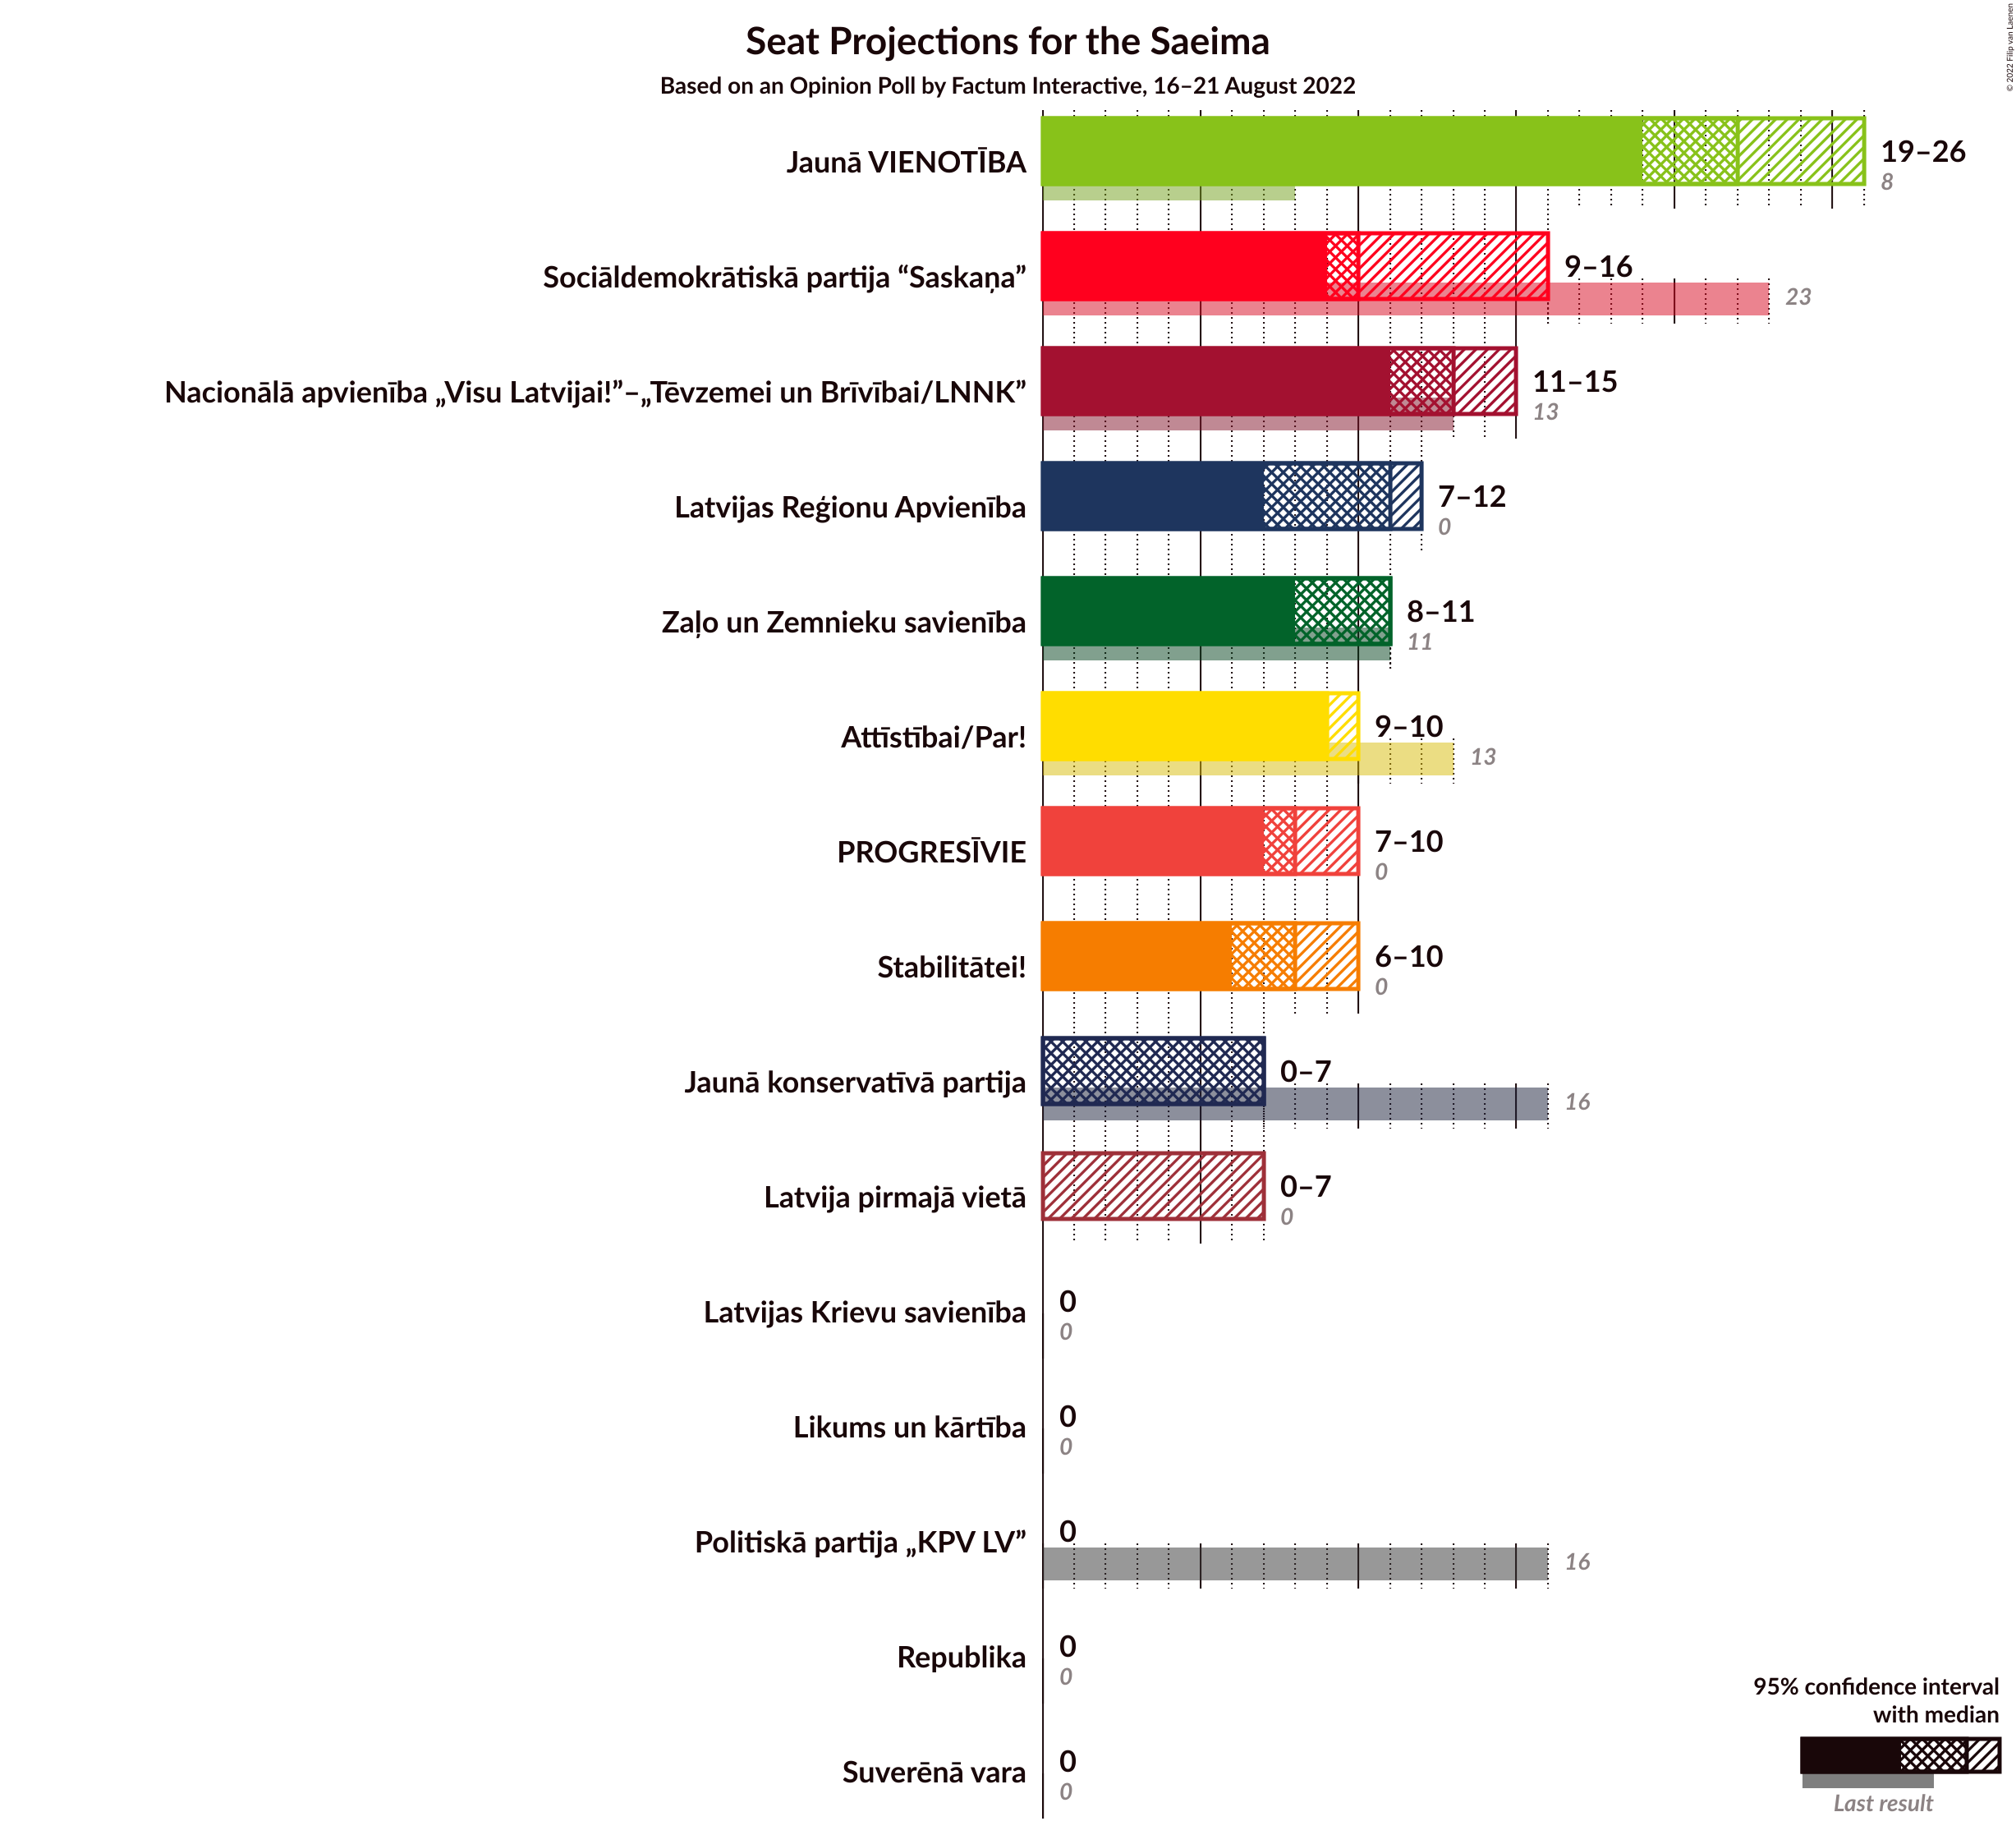 Seat Projections for the Saeima
Based on an Opinion Poll by Factum Interactive, 16–21 August 2022
© 2022 Filip van Laenen
Jaunā VIENOTĪBA
19–26
8
Sociāldemokrātiskā partija “Saskaņa”
9–16
23
Nacionālā apvienība „Visu Latvijai!”–„Tēvzemei un Brīvībai/LNNK”
11–15
13
Latvijas Reģionu Apvienība
7–12
0
Zaļo un Zemnieku savienība
8–11
11
Attīstībai/Par!
9–10
13
PROGRESĪVIE
7–10
0
Stabilitātei!
6–10
0
Jaunā konservatīvā partija
0–7
16
Latvija pirmajā vietā
0–7
0
Latvijas Krievu savienība
0
0
Likums un kārtība
0
0
Politiskā partija „KPV LV”
0
16
Republika
0
0
Suverēnā vara
0
0
95% confidence interval
with median
Last result